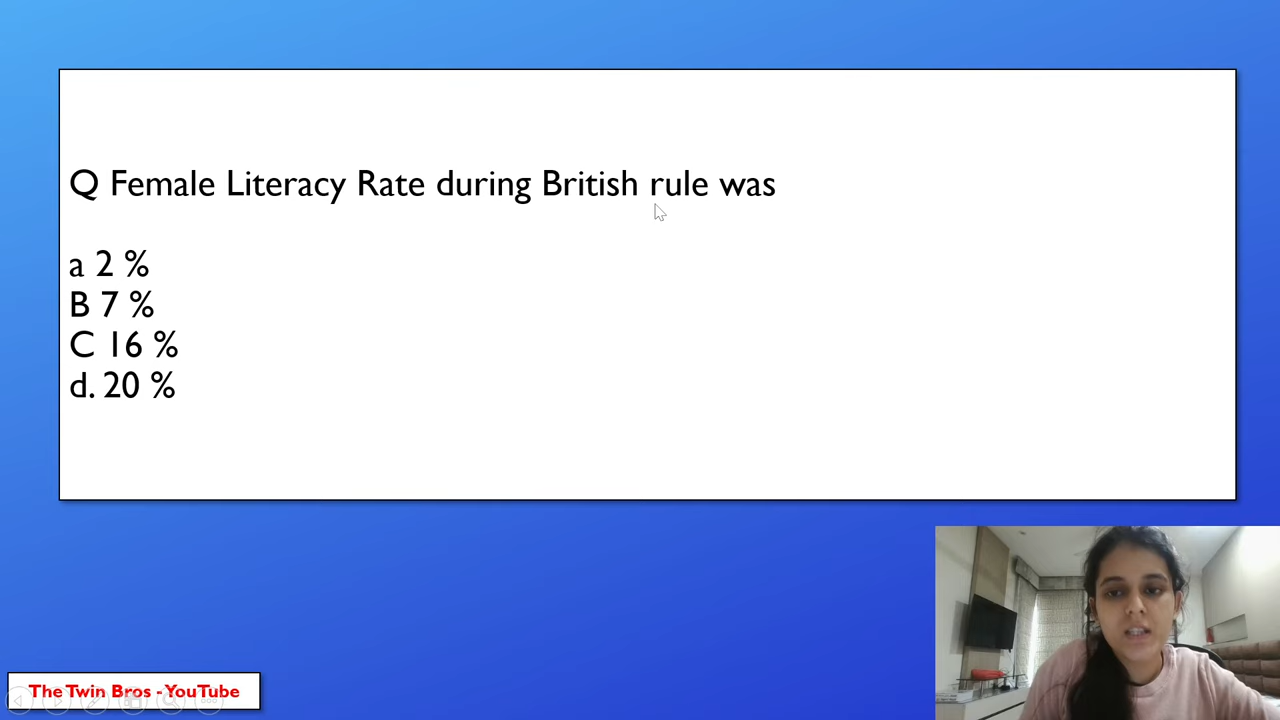 Q Female Literacy Rate during British rule was
a 2 %
B 7 %
C 16 %
d. 20 %
The Twin Bros - YouTube